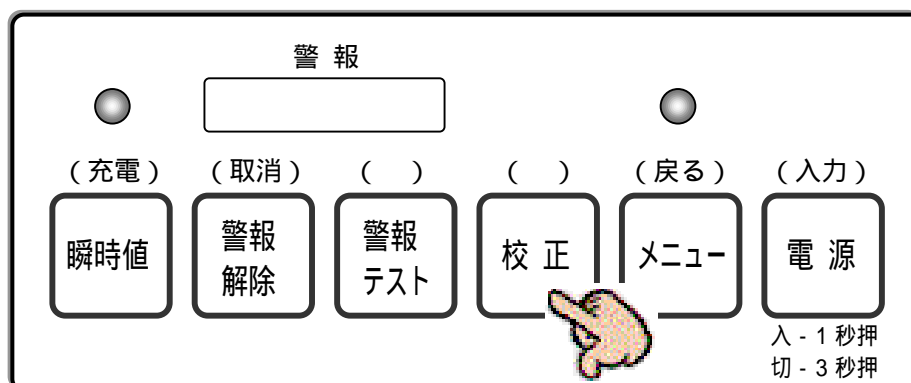 警 報
(充電) (取消) ( ) ( ) (戻る) (入力)
瞬時値
警報
解除
警報
テスト
校 正
メニュー
電 源
入 - 1 秒押
切 - 3 秒押